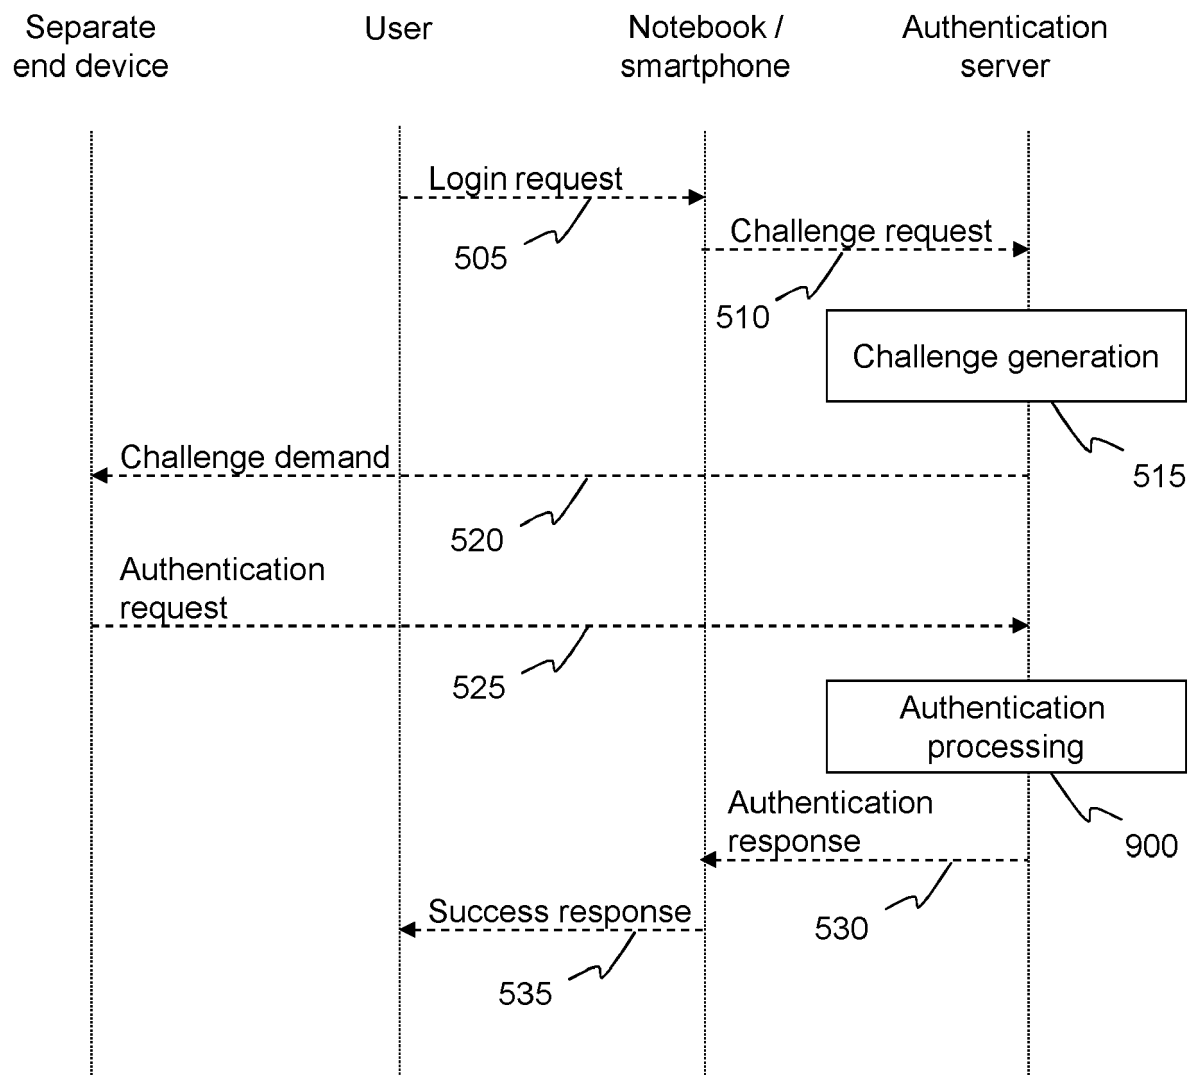 Separate
end device
User
Notebook /
smartphone
Authentication
server
Login request
505
Challenge request
510
Challenge generation
515
Challenge demand
520
Authentication
request
525
Authentication
processing
900
Authentication
response
530
Success response
535